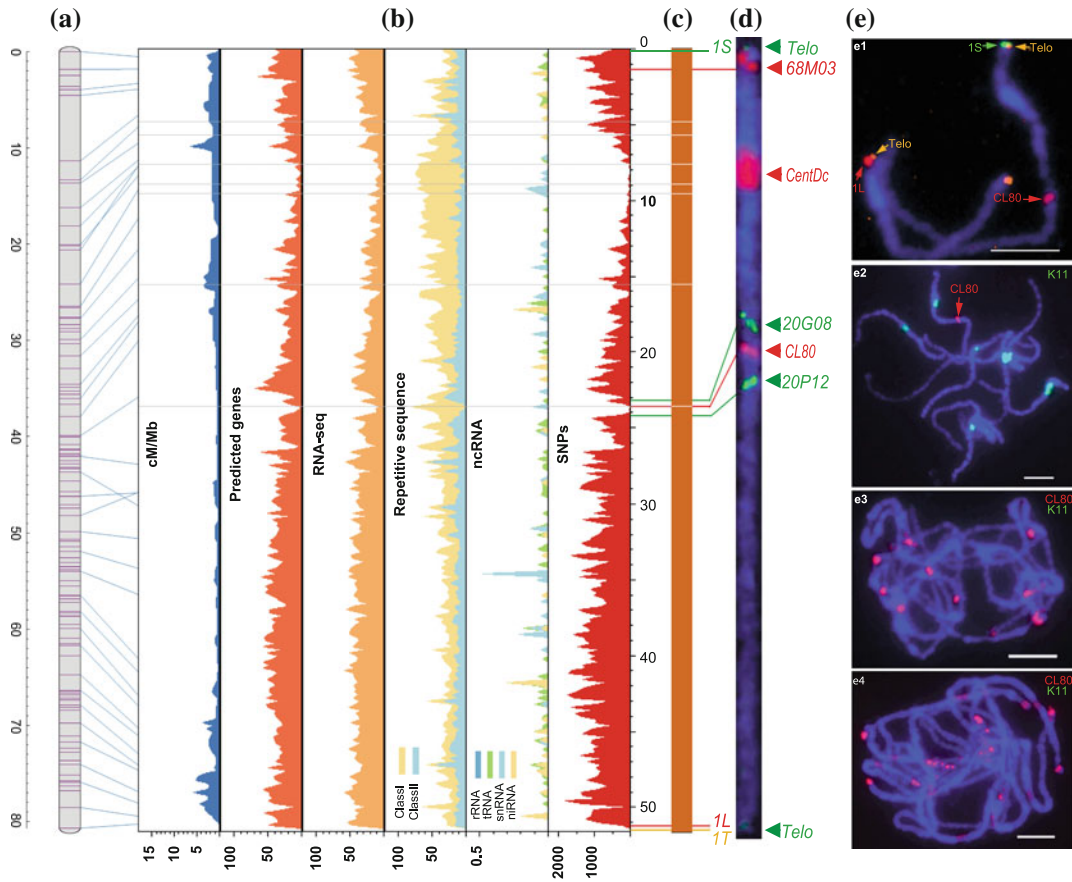 (a)
(b)
(c)
(d)
(e)
0
10
20
30
40
50
60
70
80
cM/Mb
Predicted genes
RNA-seq
Repetitive sequence
ncRNA
SNPs
ClassI
ClassII
rRNA
tRNA
snRNA
niRNA
15
10
5
100
50
100
50
100
50
0.5
2000
1000
0
10
20
30
40
50
1S
1L
1T
Telo
68M03
CentDc
20G08
CL80
20P12
Telo
e1
1S
Telo
Telo
1L
CL80
e2
K11
CL80
e3
CL80
K11
e4
CL80
K11